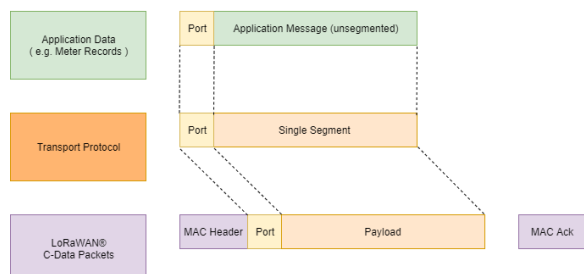 Application Data
( e.g. Meter Records )
Port
Application Message (unsegmented)
Transport Protocol
Port
Single Segment
LoRaWAN®
C-Data Packets
MAC Header
Port
Payload
MAC Ack